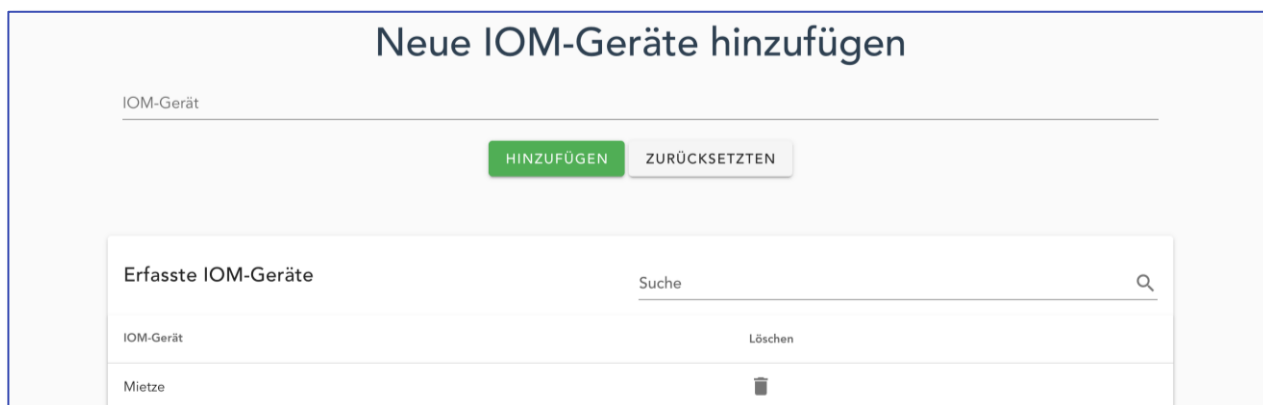 Neue IOM-Geräte hinzufügen
IOM-Gerät
HINZUFÜGEN ZURÜCKSETZTEN
Erfasste IOM-Geräte Suche
IOM-Gerät Löschen
Mietze